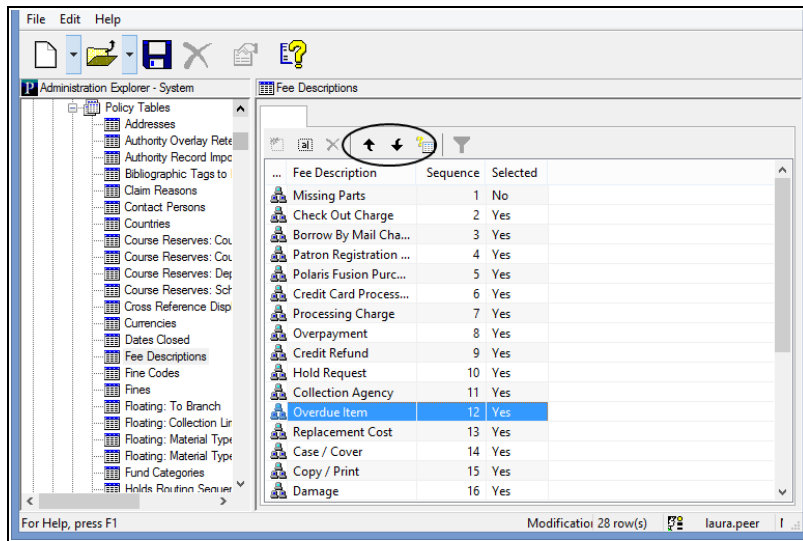 File Edit Help
Administration Explorer - System
Policy Tables
Addresses
Authority Overlay Rete
Authority Record Impc
Bibliographic Tags to
Claim Reasons
Contact Persons
Countries
Course Reserves: Cou
Course Reserves: Cou
Course Reserves: Dep
Course Reserves: Sch
Cross Reference Disp
Currencies
Dates Closed
Fee Descriptions
Fine Codes
Fines
Floating: To Branch
Floating: Collection Lir
Floating: Material Type
Floating: Material Type
Fund Categories
Holds Routing Sequer
Fee Descriptions
... Fee Description Sequence Selected
Missing Parts 1 No
Check Out Charge 2 Yes
Borrow By Mail Cha... 3 Yes
Patron Registration ... 4 Yes
Polaris Fusion Purc... 5 Yes
Credit Card Process... 6 Yes
Processing Charge 7 Yes
Overpayment 8 Yes
Credit Refund 9 Yes
Hold Request 10 Yes
Collection Agency 11 Yes
Overdue Item 12 Yes
Replacement Cost 13 Yes
Case / Cover 14 Yes
Copy / Print 15 Yes
Damage 16 Yes
For Help, press F1 Modificatioı 28 row(s) laura.peer